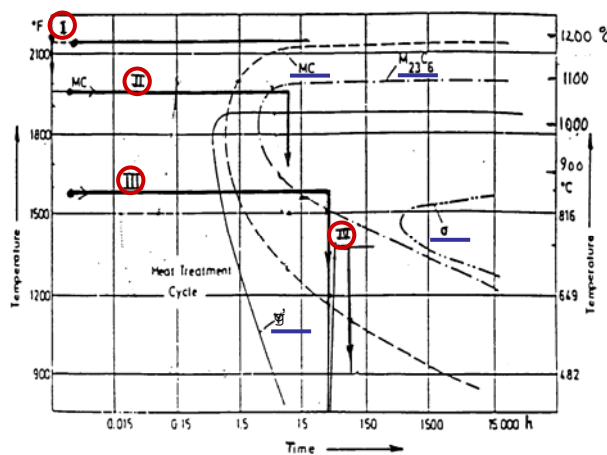 °F
I
2100
1200 °C
MC
II
MC
M23C6
1100
1800
1000
900
°C
III
1500
816
IV
σ
Temperature
Temperature
Heat Treatment
Cycle
1200
649
900
482
0.015
0.15
1.5
15
150
1500
15.000 h
Time